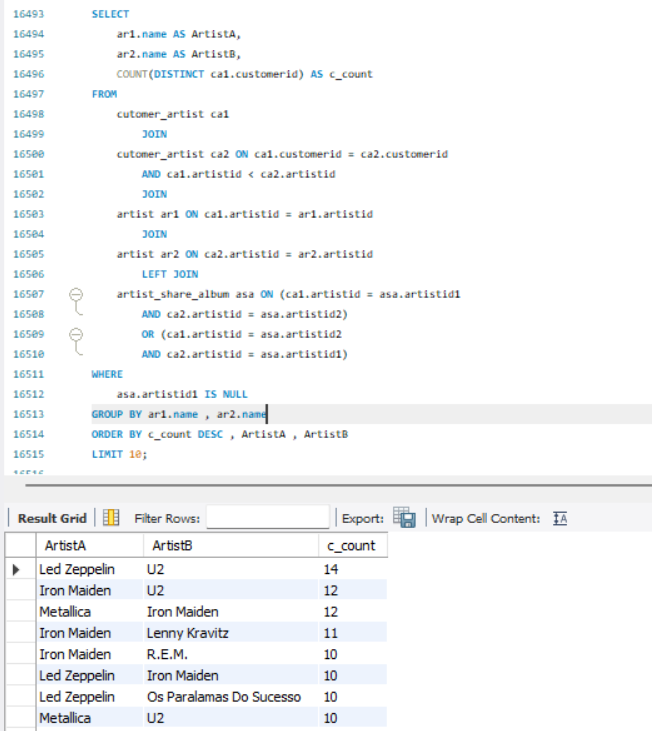 16493 SELECT
16494 ar1.name AS ArtistA,
16495 ar2.name AS ArtistB,
16496 COUNT(DISTINCT ca1.customerid) AS c_count
16497 FROM
16498 cutomer_artist ca1
16499 JOIN
16500 cutomer_artist ca2 ON ca1.customerid = ca2.customerid
16501 AND ca1.artistid < ca2.artistid
16502 JOIN
16503 artist ar1 ON ca1.artistid = ar1.artistid
16504 JOIN
16505 artist ar2 ON ca2.artistid = ar2.artistid
16506 LEFT JOIN
16507 artist_share_album asa ON (ca1.artistid = asa.artistid1
16508 AND ca2.artistid = asa.artistid2)
16509 OR (ca1.artistid = asa.artistid2
16510 AND ca2.artistid = asa.artistid1)
16511 WHERE
16512 asa.artistid1 IS NULL
16513 GROUP BY ar1.name , ar2.name
16514 ORDER BY c_count DESC , ArtistA , ArtistB
16515 LIMIT 10;
Result Grid Filter Rows: Export: Wrap Cell Content:
ArtistA ArtistB c_count
Led Zeppelin U2 14
Iron Maiden U2 12
Metallica Iron Maiden 12
Iron Maiden Lenny Kravitz 11
Iron Maiden R.E.M. 10
Led Zeppelin Iron Maiden 10
Led Zeppelin Os Paralamas Do Sucesso 10
Metallica U2 10